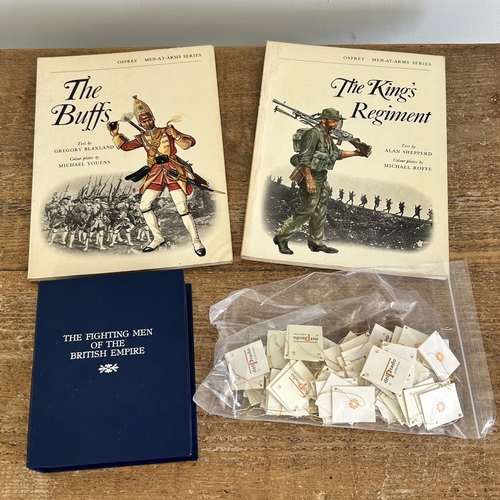 OSPREY · MEN-AT-ARMS SERIES
The
Buffs
Text by
GREGORY BLAXLAND
Colour plates by
MICHAEL YOUENS
OSPREY · MEN-AT-ARMS SERIES
The King's
Regiment
Text by
ALAN SHEPPERD
Colour plates by
MICHAEL ROFFE
THE FIGHTING MEN
OF THE
BRITISH EMPIRE